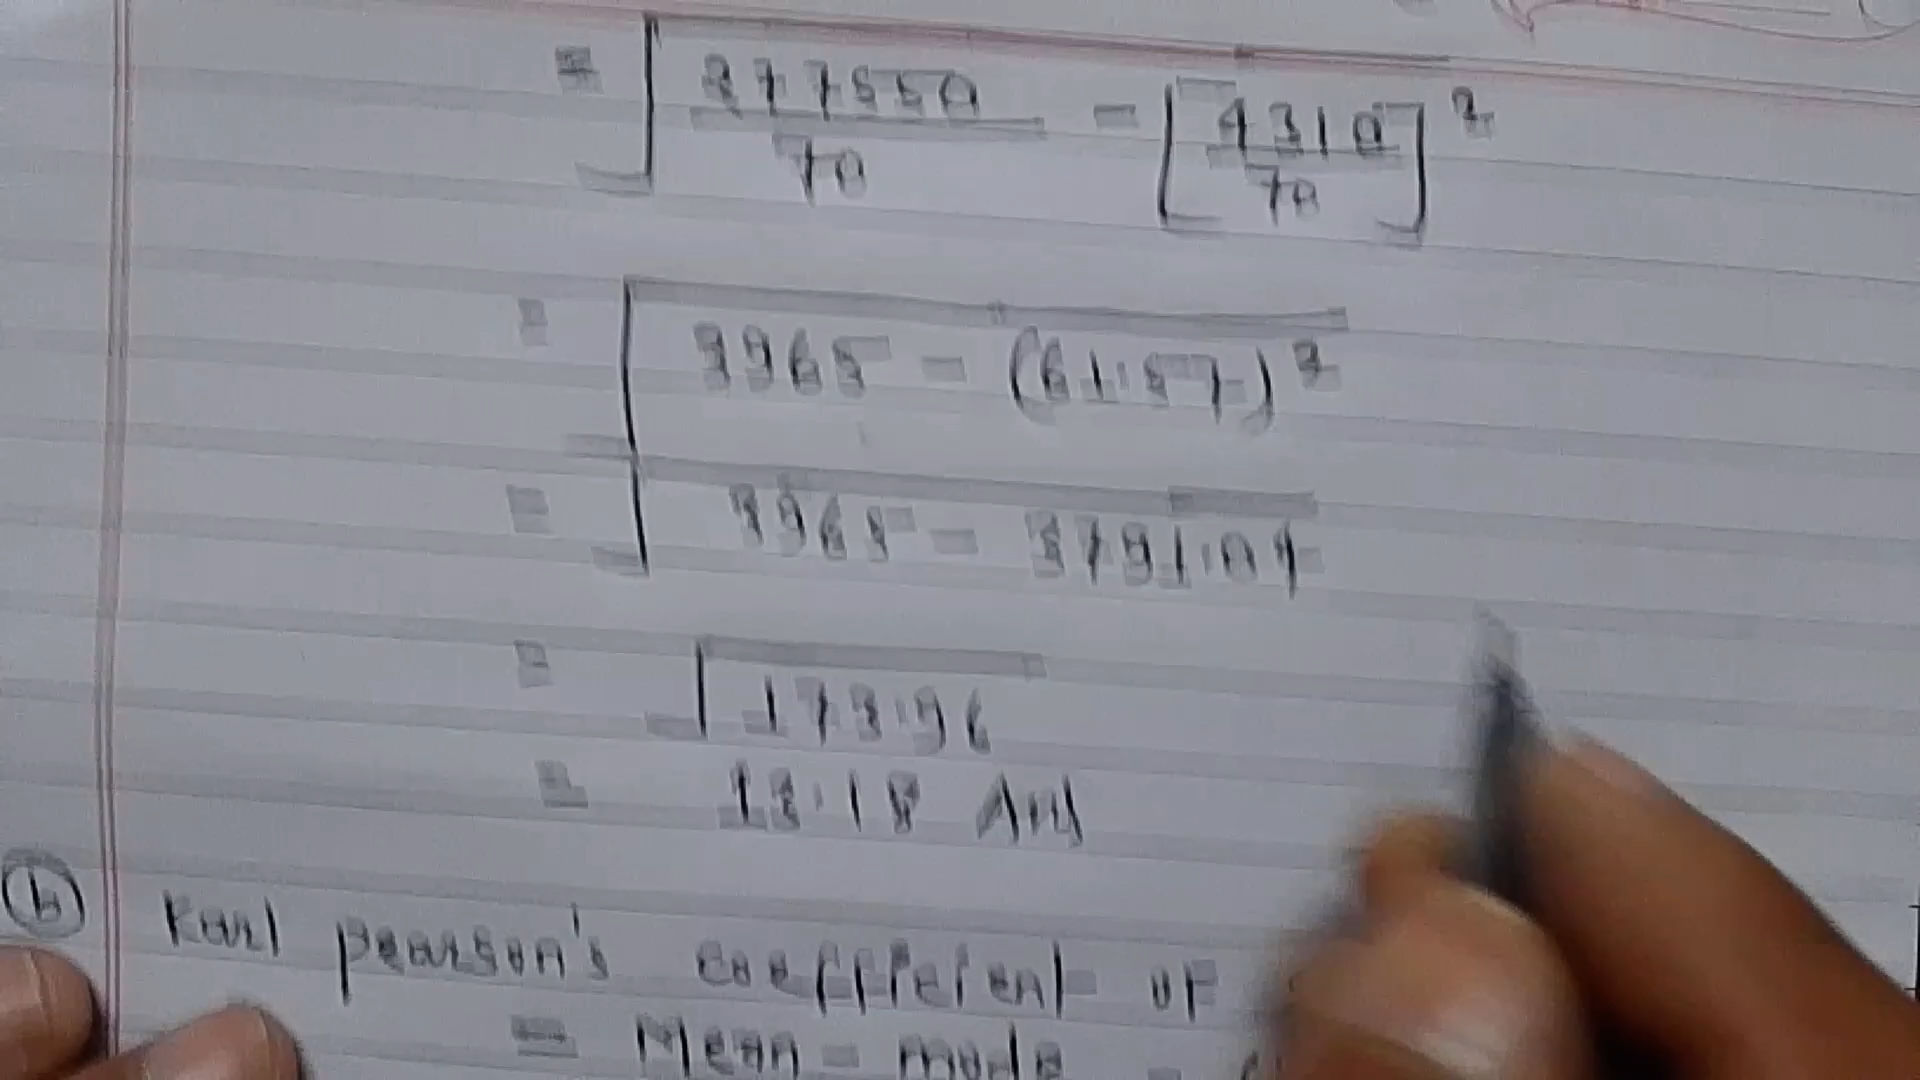 = √ 277550/70 - [4310/70]²
= √ 3965 - (61.57)²
= √ 3965 - 3791.04
= √ 173.96
= 13.18 Ans
(b) Karl pearson's coefficient of
= Mean - mode